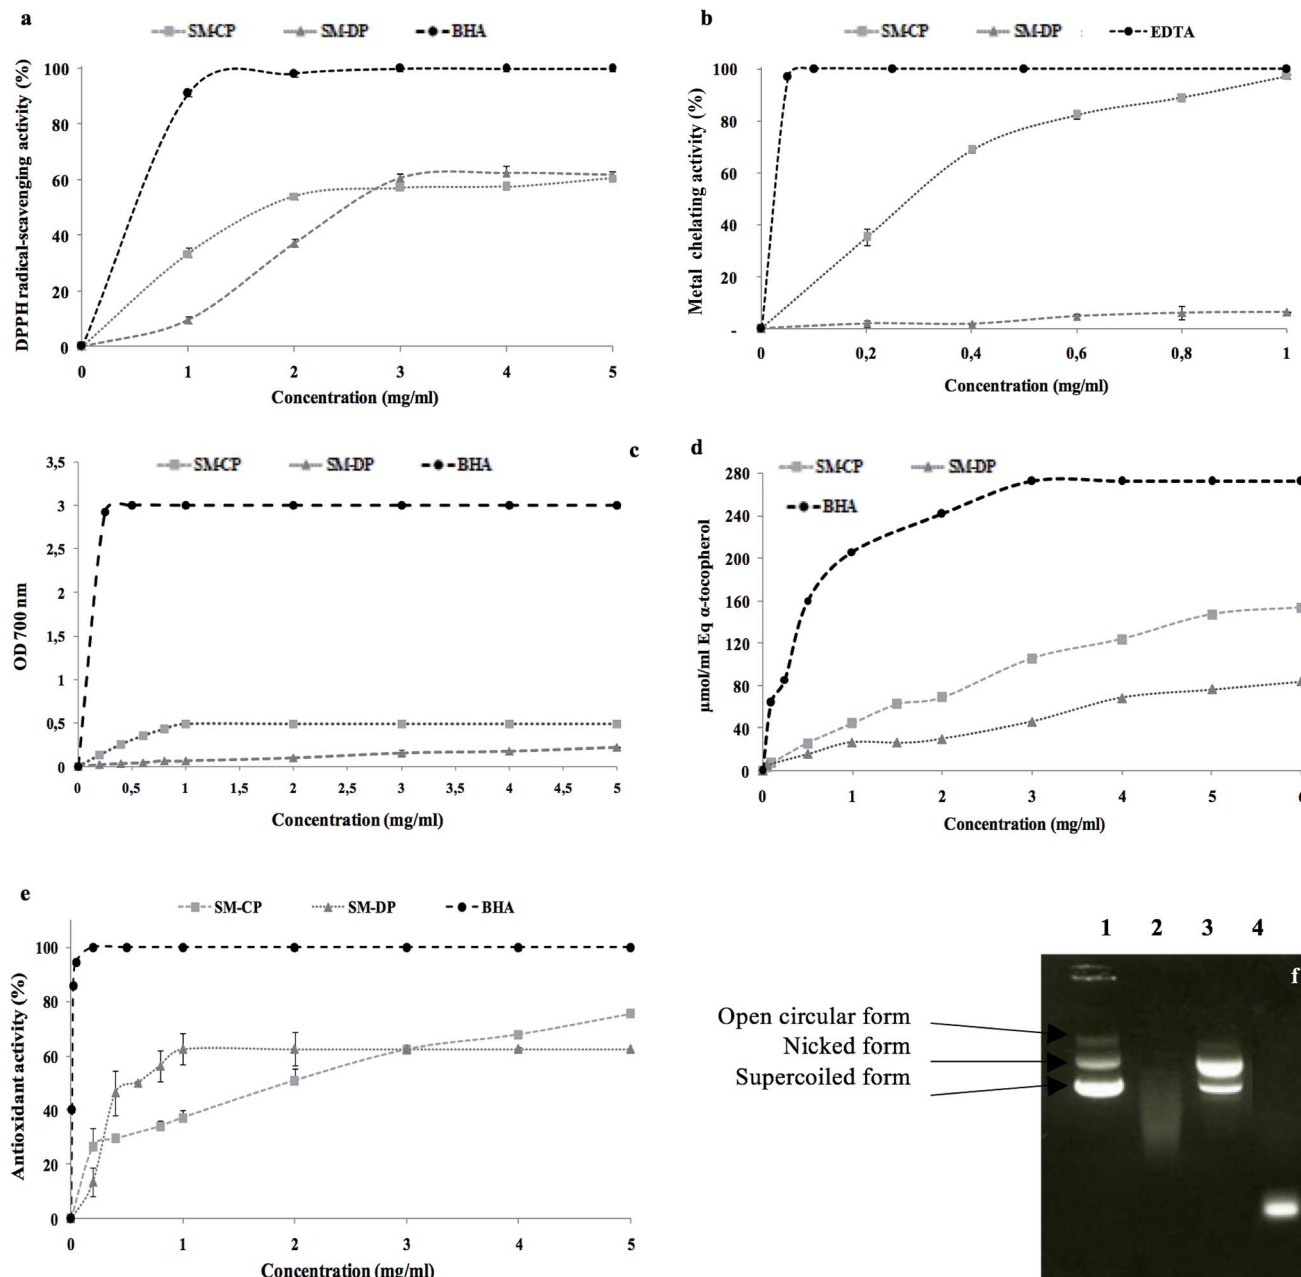 a
SM-CP SM-DP BHA
DPPH radical-scavenging activity (%)
100
80
60
40
20
0
0 1 2 3 4 5
Concentration (mg/ml)
b
SM-CP SM-DP : EDTA
Metal chelating activity (%)
100
80
60
40
20
-
0 0,2 0,4 0,6 0,8 1
Concentration (mg/ml)
c
SM-CP SM-DP BHA
OD 700 nm
3,5
3
2,5
2
1,5
1
0,5
0
0 0,5 1 1,5 2 2,5 3 3,5 4 4,5 5
Concentration (mg/ml)
d
SM-CP SM-DP
BHA
µmol/ml Eq α-tocopherol
280
240
200
160
120
80
40
0
0 1 2 3 4 5 6
Concentration (mg/ml)
e
SM-CP SM-DP BHA
Antioxidant activity (%)
100
80
60
40
20
0
0 1 2 3 4 5
Concentration (mg/ml)
1 2 3 4
f
Open circular form
Nicked form
Supercoiled form